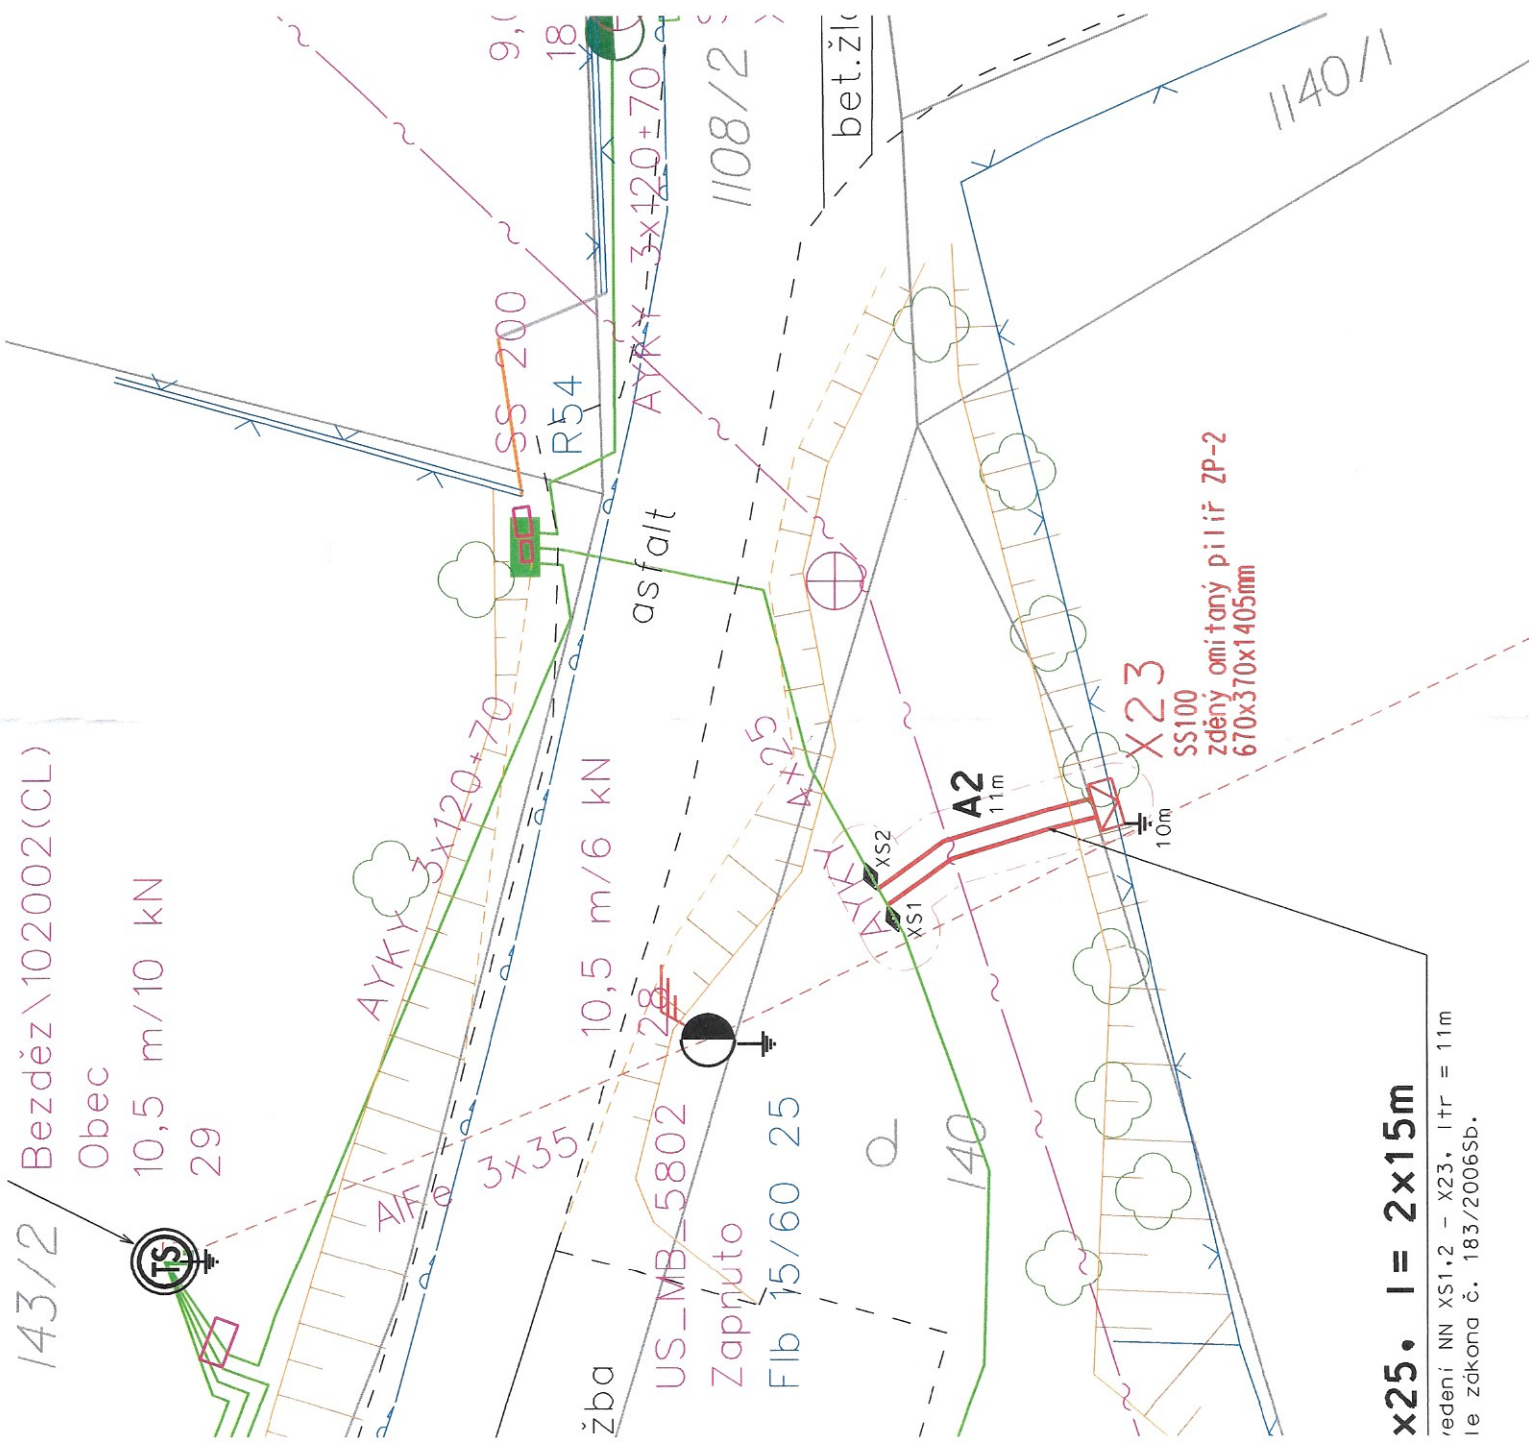 143/2
Bezděz\102002(CL)
Obec
10,5 m/10 kN
29
TS
AYKY 3x120+70
AlFe 3x35
18
SS 200
R54
AYKY 3x120+70
1108/2
bet.žlo
1140/1
asfalt
10,5 m/6 kN
28
US_MB_5802
Zapnuto
Flb 15/60 25
žba
140
AYKY 4x25
XS2
XS1
A2
11m
10m
X23
SS100
zděný omítaný pilíř ZP-2
670x370x1405mm
x25. l= 2x15m
vedení NN XS1,2 - X23. ltr = 11m
le zákona č. 183/2006Sb.